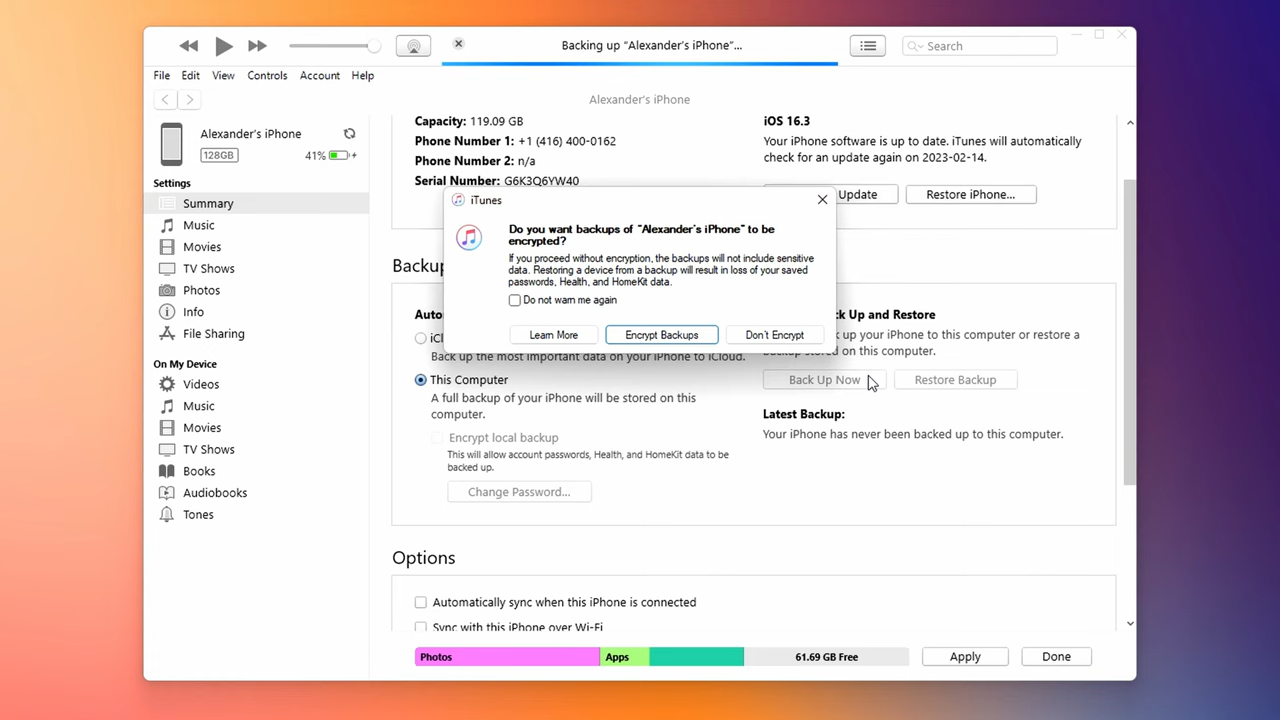 Backing up “Alexander’s iPhone”...
Search
File Edit View Controls Account Help
Alexander’s iPhone
Alexander’s iPhone
128GB
41%
Settings
Summary
Music
Movies
TV Shows
Photos
Info
File Sharing
On My Device
Videos
Music
Movies
TV Shows
Books
Audiobooks
Tones
Capacity: 119.09 GB
Phone Number 1: +1 (416) 400-0162
Phone Number 2: n/a
Serial Number: G6K3Q6YW40
iOS 16.3
Your iPhone software is up to date. iTunes will automatically
check for an update again on 2023-02-14.
Update
Restore iPhone...
iTunes
Do you want backups of “Alexander’s iPhone” to be
encrypted?
If you proceed without encryption, the backups will not include sensitive
data. Restoring a device from a backup will result in loss of your saved
passwords, Health, and HomeKit data.
Do not warn me again
Learn More
Encrypt Backups
Don’t Encrypt
Back up the most important data on your iPhone to iCloud.
This Computer
A full backup of your iPhone will be stored on this
computer.
Encrypt local backup
This will allow account passwords, Health, and HomeKit data to be
backed up.
Change Password...
Up and Restore
up your iPhone to this computer or restore a
stored on this computer.
Back Up Now
Restore Backup
Latest Backup:
Your iPhone has never been backed up to this computer.
Options
Automatically sync when this iPhone is connected
Sync with this iPhone over Wi-Fi
Photos
Apps
61.69 GB Free
Apply
Done